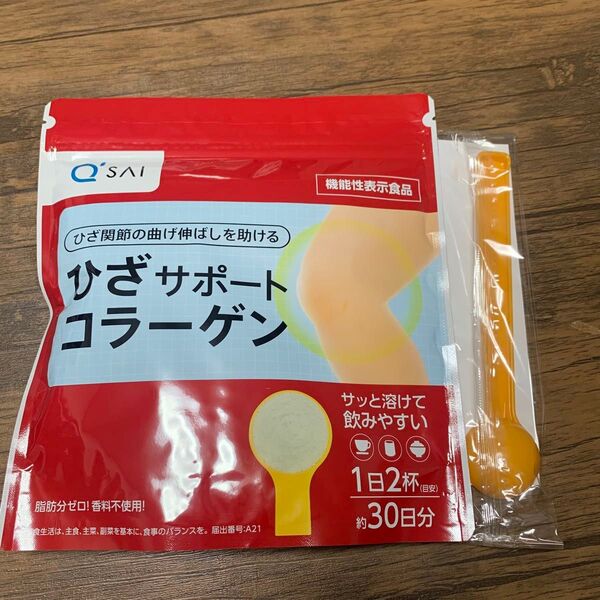 Q'SAI
機能性表示食品
ひざ関節の曲げ伸ばしを助ける
ひざサポート
コラーゲン
サッと溶けて
飲みやすい
1日2杯(目安)
約30日分
脂肪分ゼロ!香料不使用!
食生活は、主食、主菜、副菜を基本に、食事のバランスを。届出番号:A21